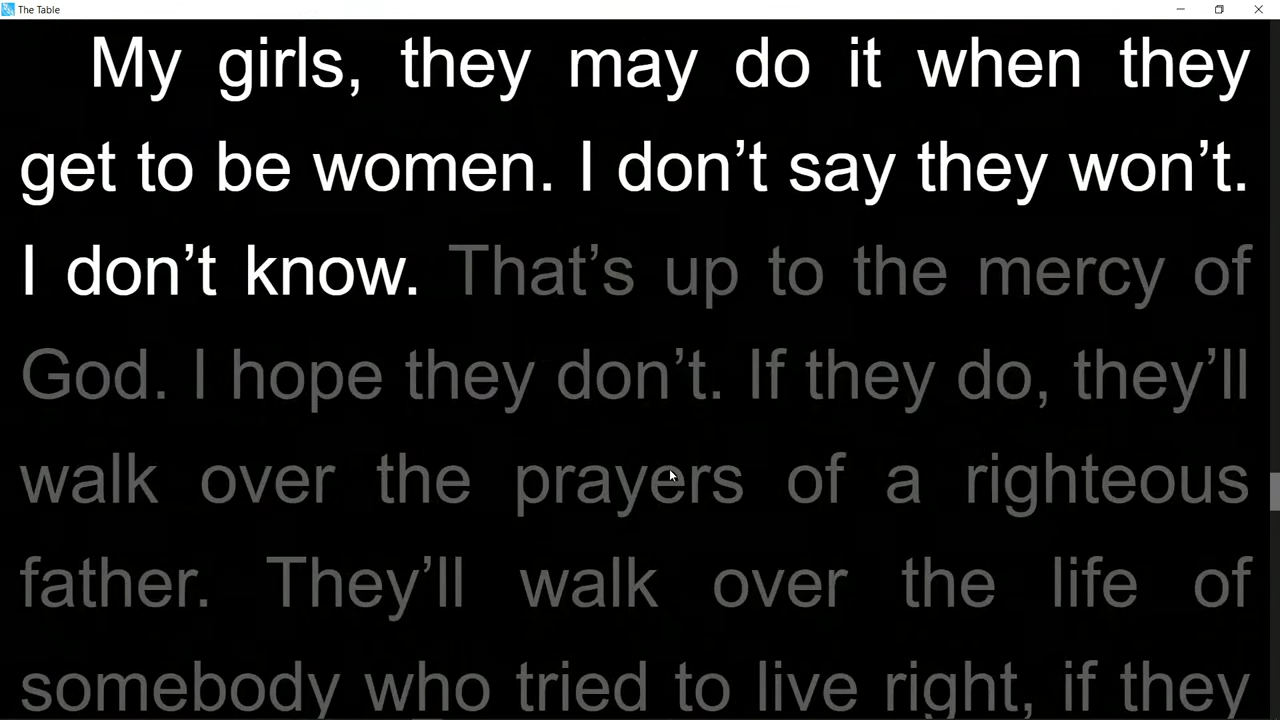 The Table
My girls, they may do it when they
get to be women. I don’t say they won’t.
I don’t know. That’s up to the mercy of
God. I hope they don’t. If they do, they’ll
walk over the prayers of a righteous
father. They’ll walk over the life of
somebody who tried to live right, if they